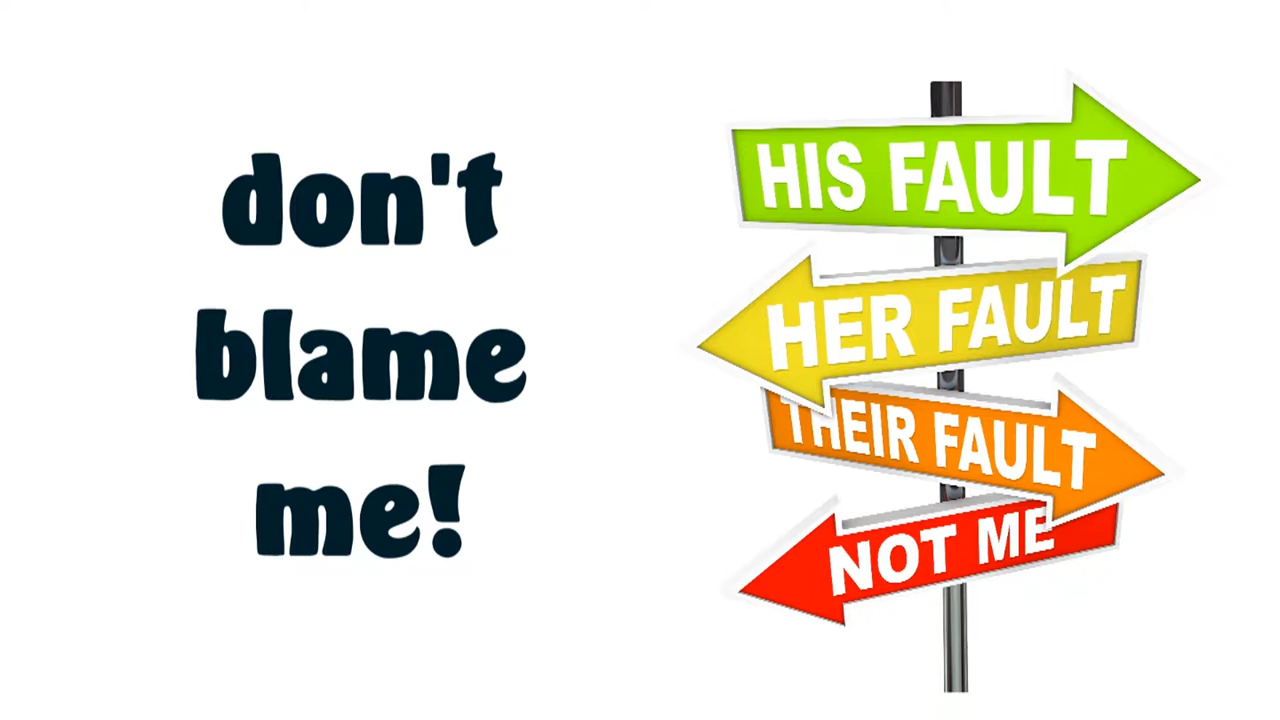 don't
blame
me!
HIS FAULT
HER FAULT
THEIR FAULT
NOT ME